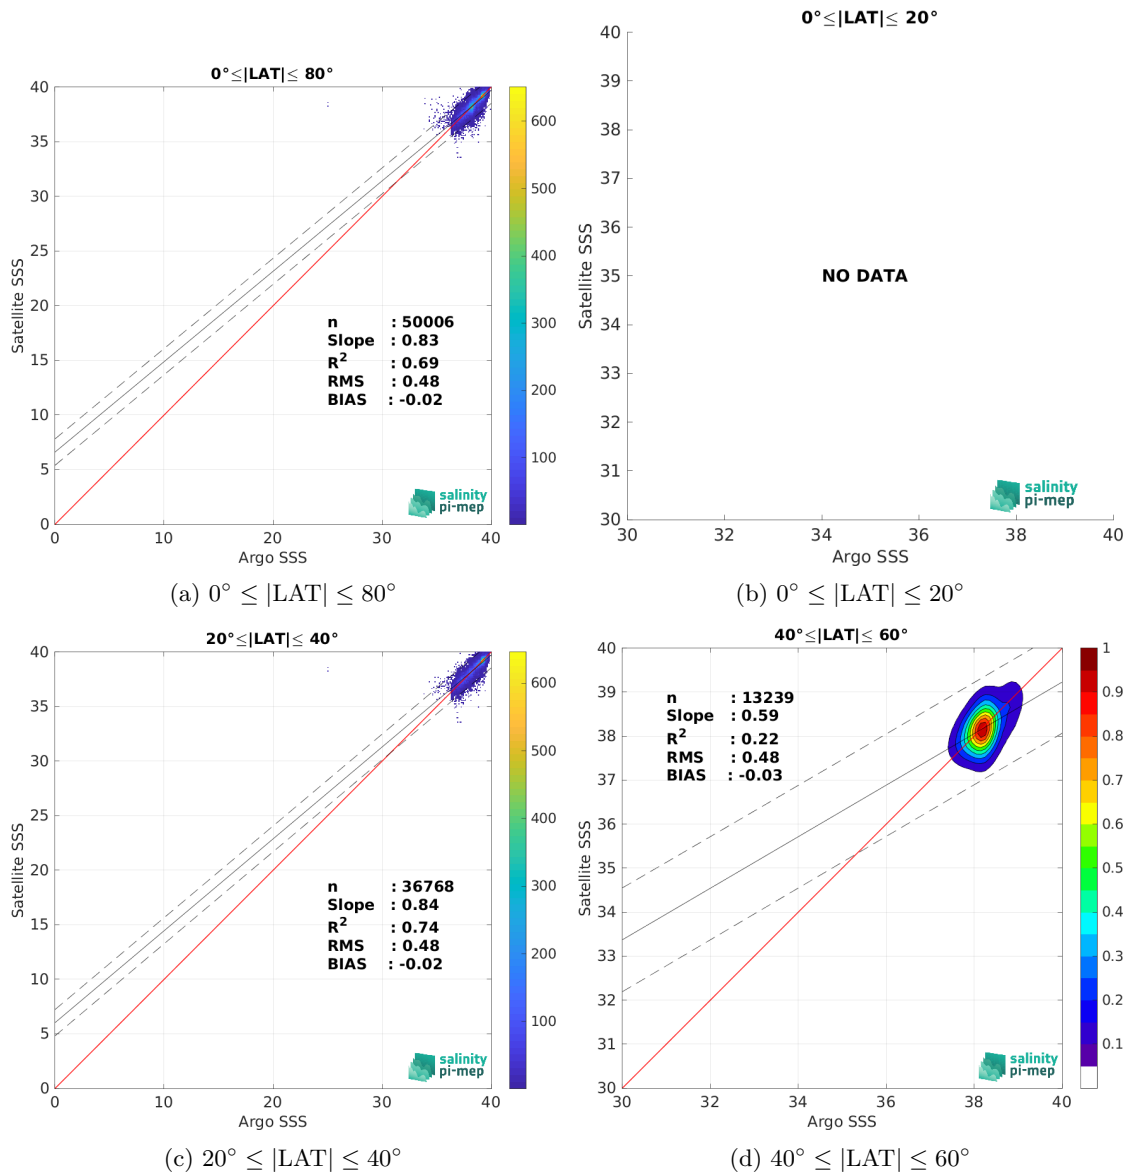 0°≤|LAT|≤ 80°
40
35
30
25
20
15
10
5
0
Satellite SSS
n : 50006
Slope : 0.83
R² : 0.69
RMS : 0.48
BIAS : -0.02
salinity
pi-mep
0 10 20 30 40
Argo SSS
600
500
400
300
200
100
(a) 0° ≤ |LAT| ≤ 80°
0°≤|LAT|≤ 20°
40
39
38
37
36
35
34
33
32
31
30
Satellite SSS
NO DATA
salinity
pi-mep
30 32 34 36 38 40
Argo SSS
(b) 0° ≤ |LAT| ≤ 20°
20°≤|LAT|≤ 40°
40
35
30
25
20
15
10
5
0
Satellite SSS
n : 36768
Slope : 0.84
R² : 0.74
RMS : 0.48
BIAS : -0.02
salinity
pi-mep
0 10 20 30 40
Argo SSS
600
500
400
300
200
100
(c) 20° ≤ |LAT| ≤ 40°
40°≤|LAT|≤ 60°
40
39
38
37
36
35
34
33
32
31
30
Satellite SSS
n : 13239
Slope : 0.59
R² : 0.22
RMS : 0.48
BIAS : -0.03
salinity
pi-mep
30 32 34 36 38 40
Argo SSS
1
0.9
0.8
0.7
0.6
0.5
0.4
0.3
0.2
0.1
(d) 40° ≤ |LAT| ≤ 60°